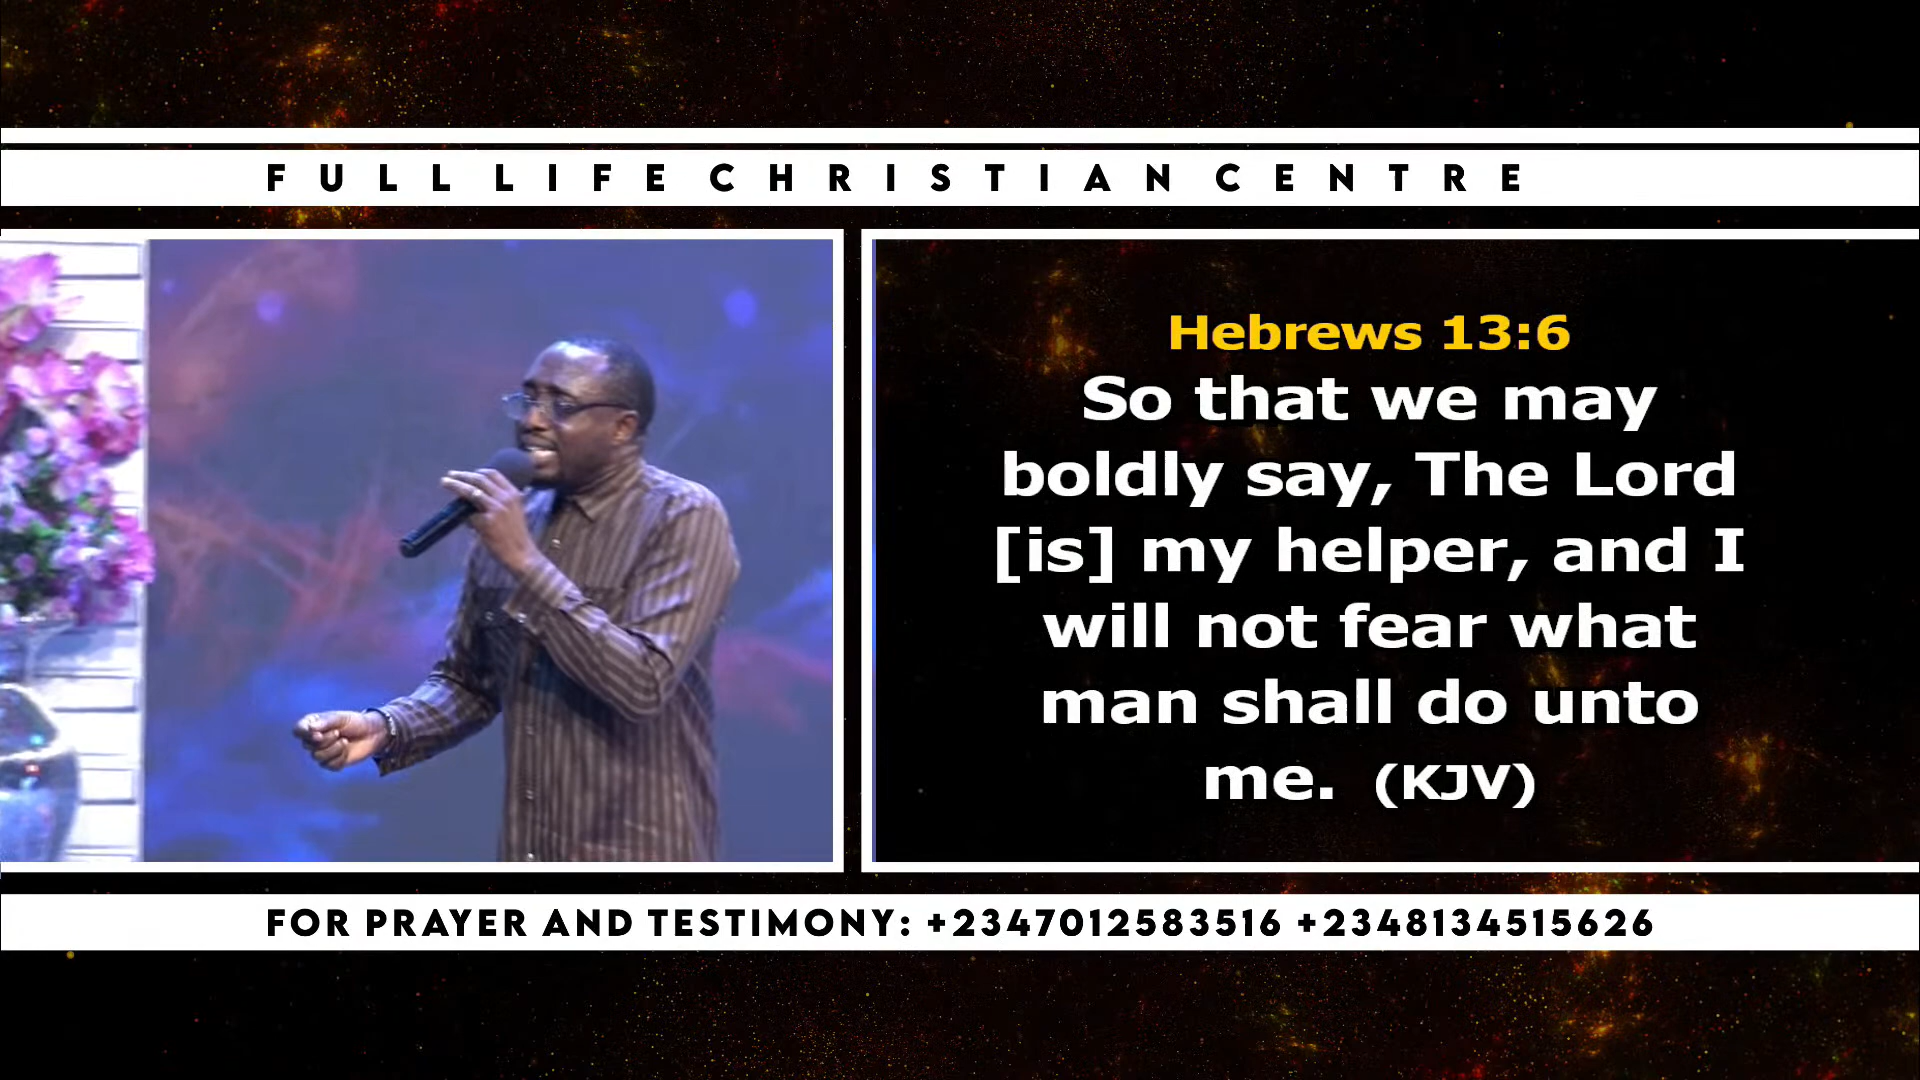 FULL LIFE CHRISTIAN CENTRE
Hebrews 13:6
So that we may
boldly say, The Lord
[is] my helper, and I
will not fear what
man shall do unto
me. (KJV)
FOR PRAYER AND TESTIMONY: +2347012583516 +2348134515626